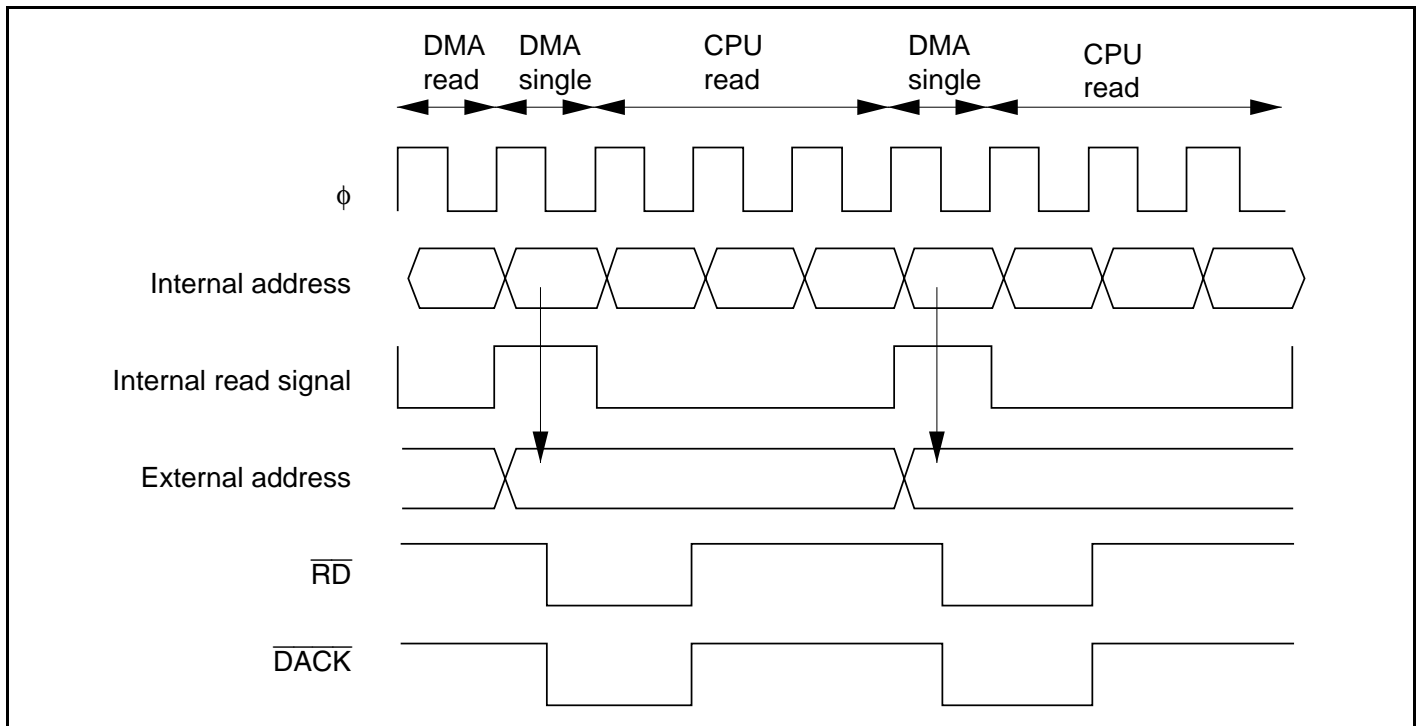 DMA
read
DMA
single
CPU
read
DMA
single
CPU
read
ϕ
Internal address
Internal read signal
External address
RD
DACK